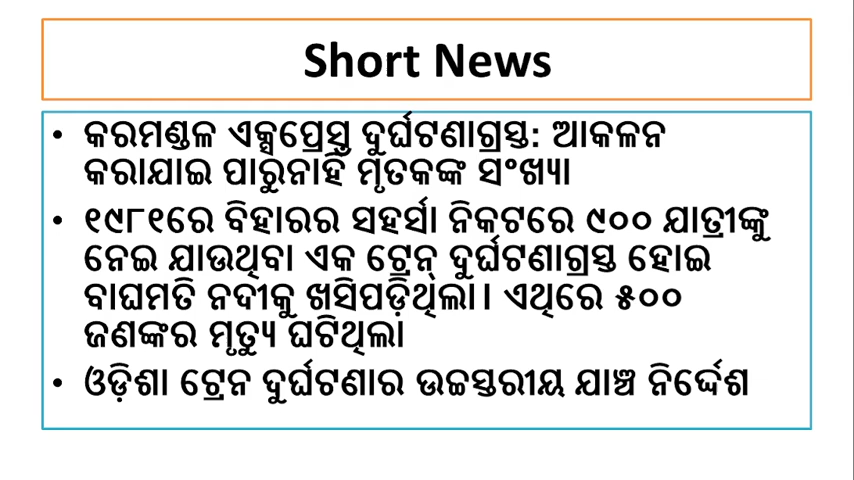 Short News
• କରମଣ୍ଡଳ ଏକ୍ସପ୍ରେସ୍ ଦୁର୍ଘଟଣାଗ୍ରସ୍ତ: ଆକଳନ
କରାଯାଇ ପାରୁନାହିଁ ମୃତକଙ୍କ ସଂଖ୍ୟା
• ୧୯୮୧ରେ ବିହାରର ସହର୍ସା ନିକଟରେ ୯୦୦ ଯାତ୍ରୀଙ୍କୁ
ନେଇ ଯାଉଥିବା ଏକ ଟ୍ରେନ୍ ଦୁର୍ଘଟଣାଗ୍ରସ୍ତ ହୋଇ
ବାଘମତି ନଦୀକୁ ଖସିପଡ଼ିଥିଲା। ଏଥିରେ ୫୦୦
ଜଣଙ୍କର ମୃତ୍ୟୁ ଘଟିଥିଲା
• ଓଡ଼ିଶା ଟ୍ରେନ ଦୁର୍ଘଟଣାର ଉଚ୍ଚସ୍ତରୀୟ ଯାଞ୍ଚ ନିର୍ଦ୍ଦେଶ